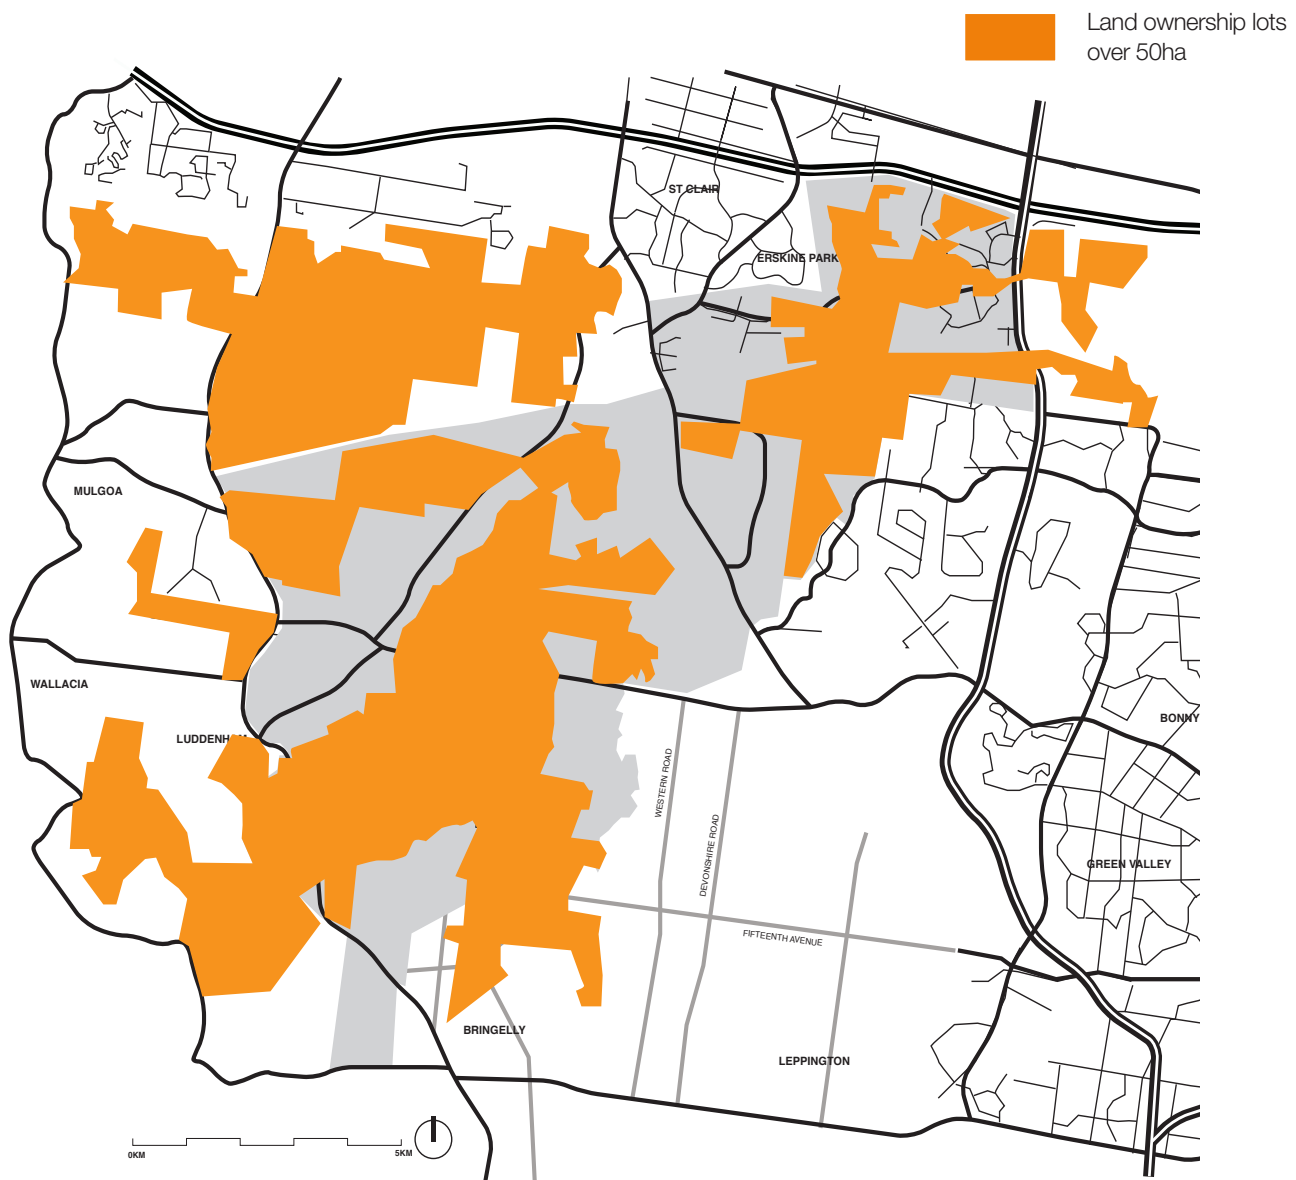 Land ownership lots
over 50ha
ST CLAIR
ERSKINE PARK
MULGOA
WALLACIA
LUDDENHAM
BONNY
WESTERN ROAD
DEVONSHIRE ROAD
GREEN VALLEY
FIFTEENTH AVENUE
BRINGELLY
LEPPINGTON
0KM
5KM